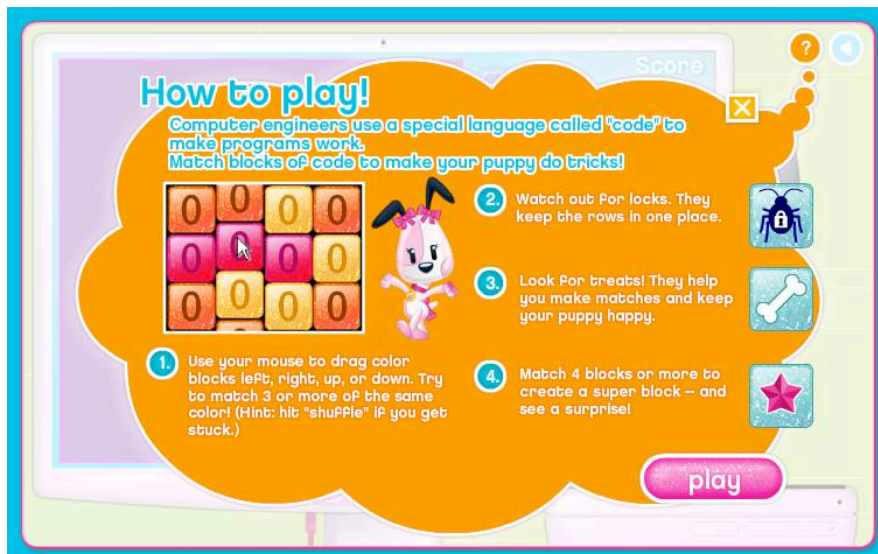 ?
Score
How to play!
Computer engineers use a special language called "code" to
make programs work.
Match blocks of code to make your puppy do tricks!
0 0 0 0
0 0 0 0
0 0 0 0
1. Use your mouse to drag color
blocks left, right, up, or down. Try
to match 3 or more of the same
color! (Hint: hit "shuffle" if you get
stuck.)
2. Watch out for locks. They
keep the rows in one place.
3. Look for treats! They help
you make matches and keep
your puppy happy.
4. Match 4 blocks or more to
create a super block – and
see a surprise!
play